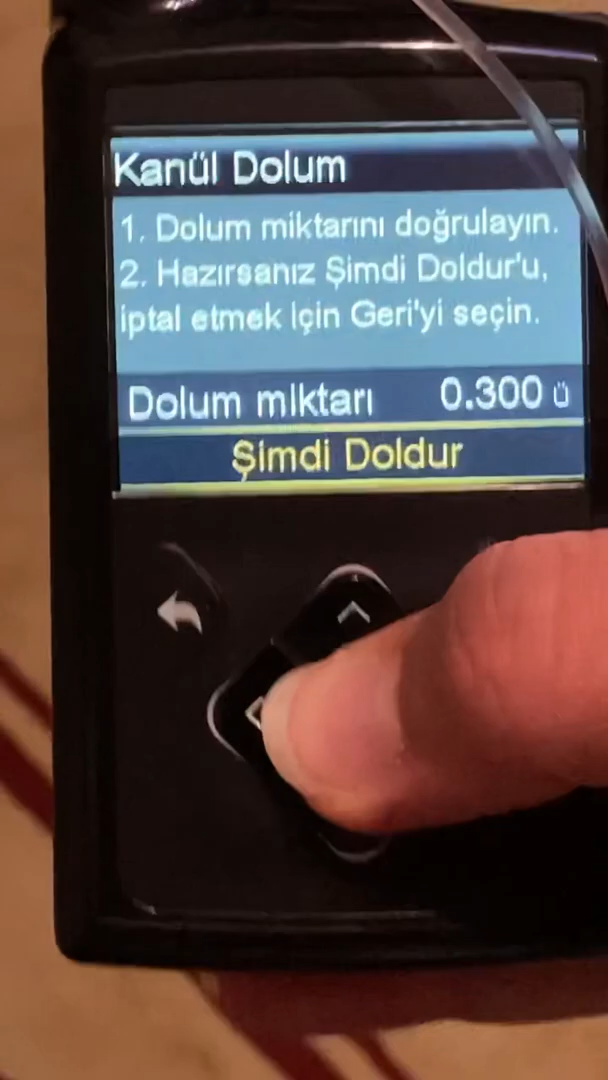 Kanül Dolum
1. Dolum miktarını doğrulayın.
2. Hazırsanız Şimdi Doldur'u,
iptal etmek için Geri'yi seçin.
Dolum miktarı 0.300 ü
Şimdi Doldur